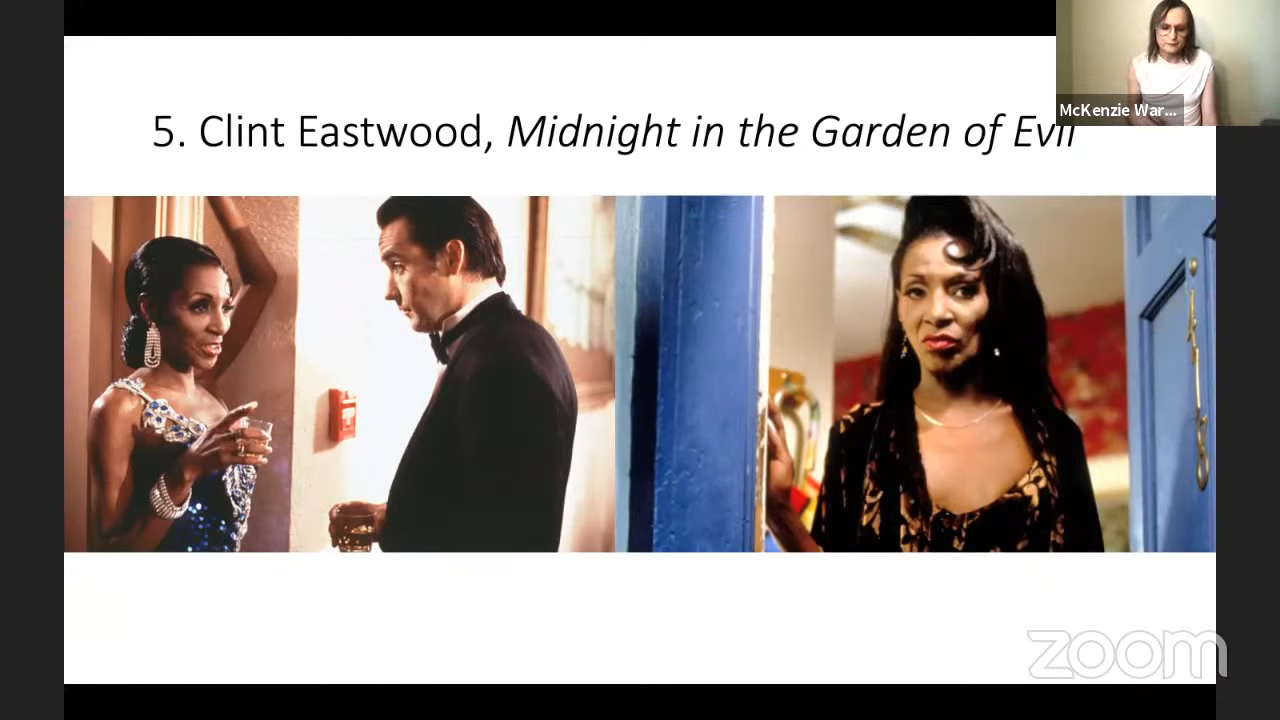 5. Clint Eastwood, Midnight in the Garden of Evil
McKenzie War...
zoom